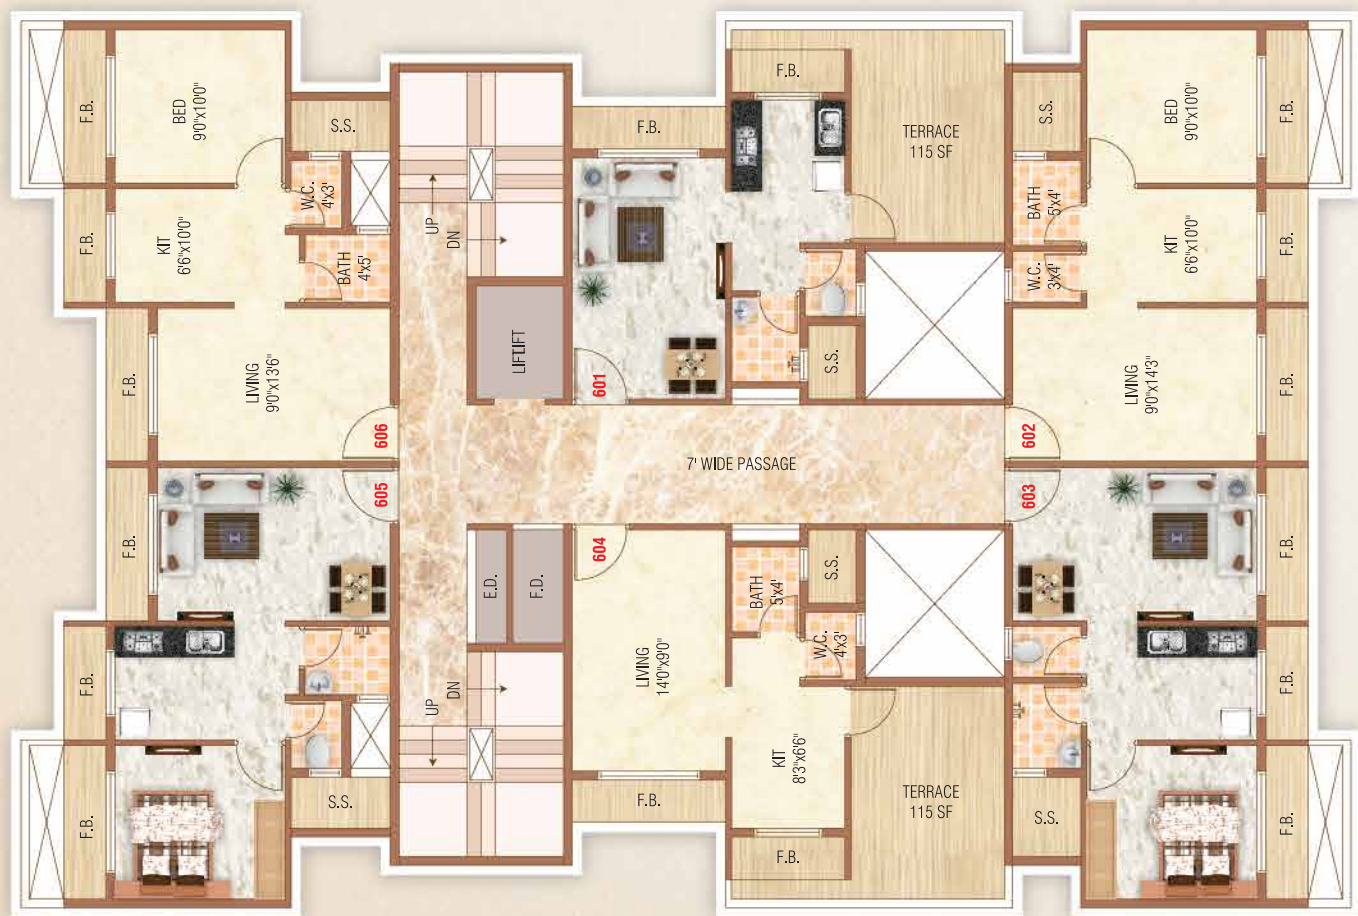 F.B.
BED
9'0"x10'0"
S.S.
W.C.
4'x3'
F.B.
KIT
6'6"x10'0"
BATH
4'x5'
F.B.
LIVING
9'0"x13'6"
606
UP
DN
LIFTLIFT
F.B.
601
F.B.
TERRACE
115 SF
S.S.
S.S.
BED
9'0"x10'0"
F.B.
BATH
5'x4'
KIT
6'6"x10'0"
F.B.
W.C.
3'x4'
LIVING
9'0"x14'3"
F.B.
602
7' WIDE PASSAGE
605
F.B.
F.B.
F.B.
S.S.
E.D.
F.D.
UP
DN
604
LIVING
14'0"x9'0"
F.B.
BATH
5'x4'
S.S.
W.C.
4'x3'
KIT
8'3"x6'6"
F.B.
TERRACE
115 SF
603
F.B.
F.B.
S.S.
F.B.